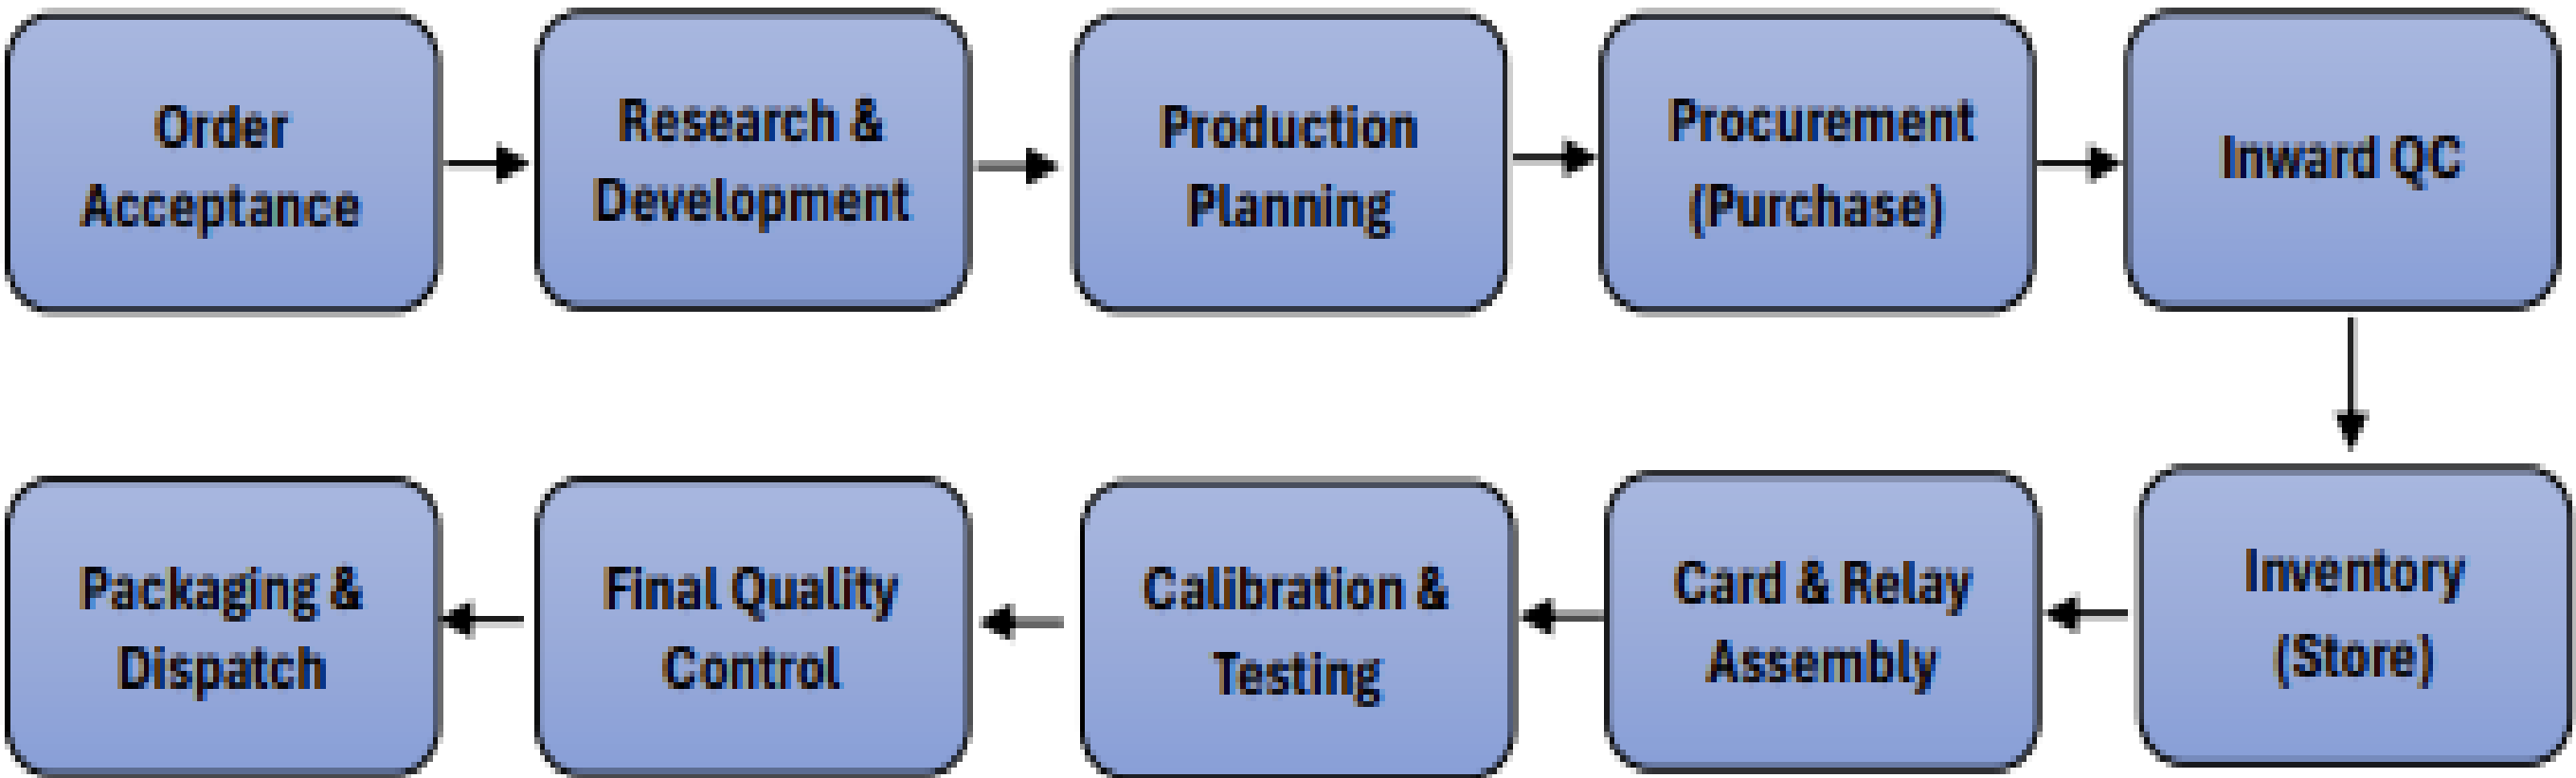 Order
Acceptance
Research &
Development
Production
Planning
Procurement
(Purchase)
Inward QC
Inventory
(Store)
Card & Relay
Assembly
Calibration &
Testing
Final Quality
Control
Packaging &
Dispatch